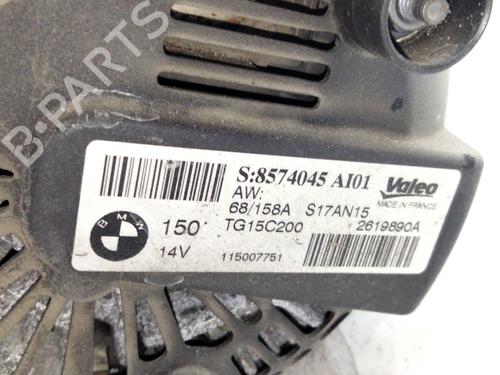 B-PARTS
S:8574045 AI01
Valeo
MADE IN FRANCE
AW:
68/158A S17AN15
150 TG15C200 2619890A
14V 115007751
BMW